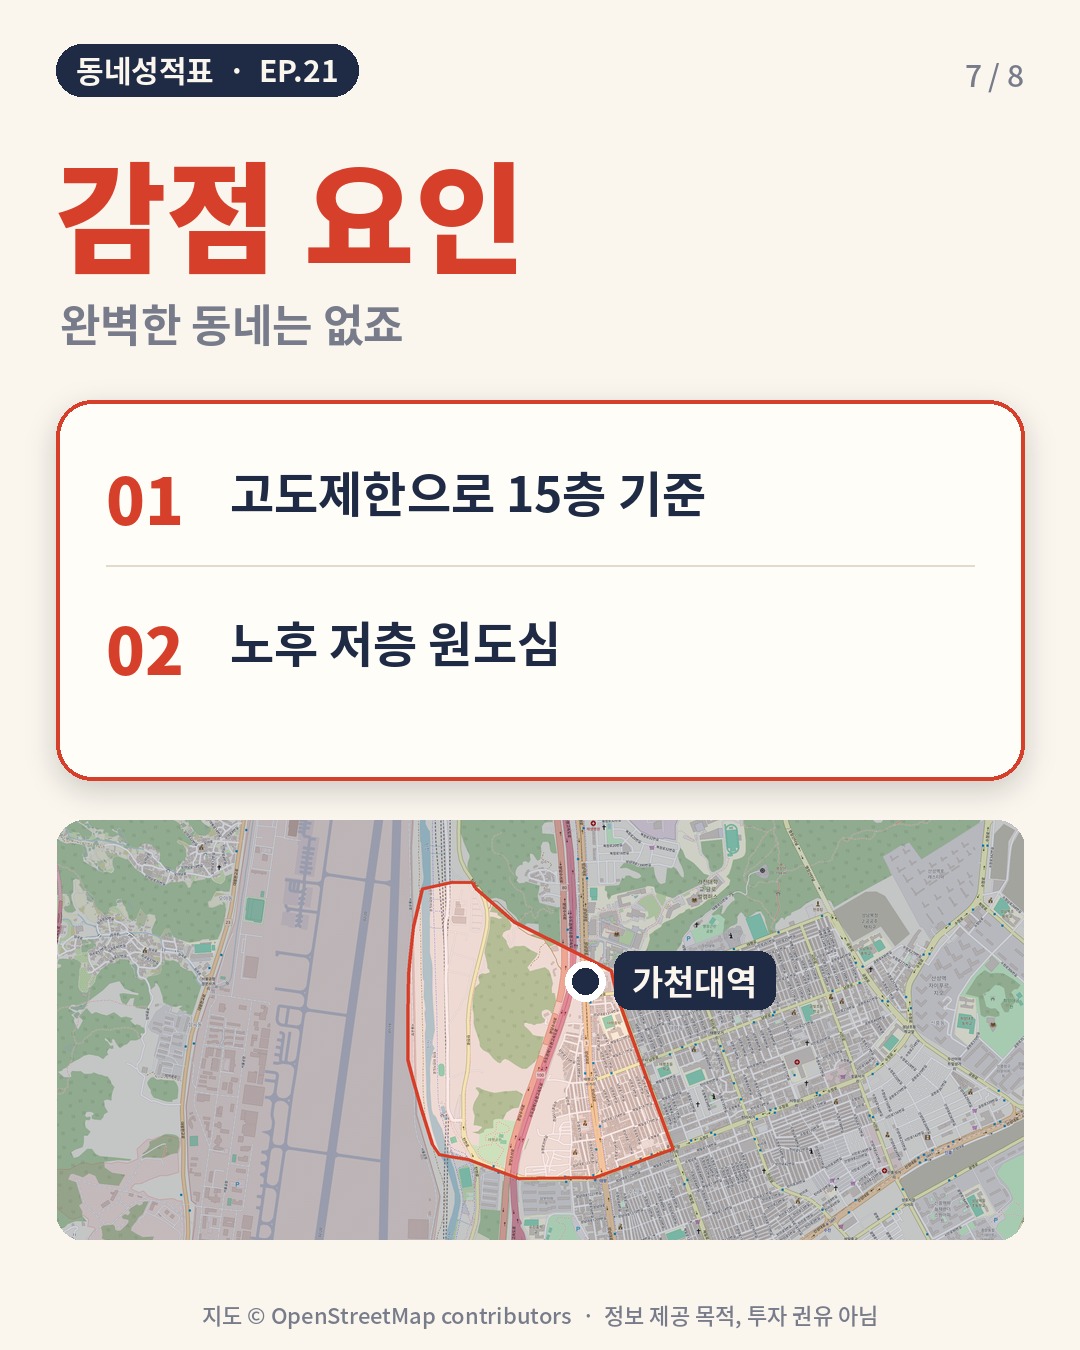 동네성적표 · EP.21
7 / 8
감점 요인
완벽한 동네는 없죠
01 고도제한으로 15층 기준
02 노후 저층 원도심
가천대역
지도 © OpenStreetMap contributors · 정보 제공 목적, 투자 권유 아님